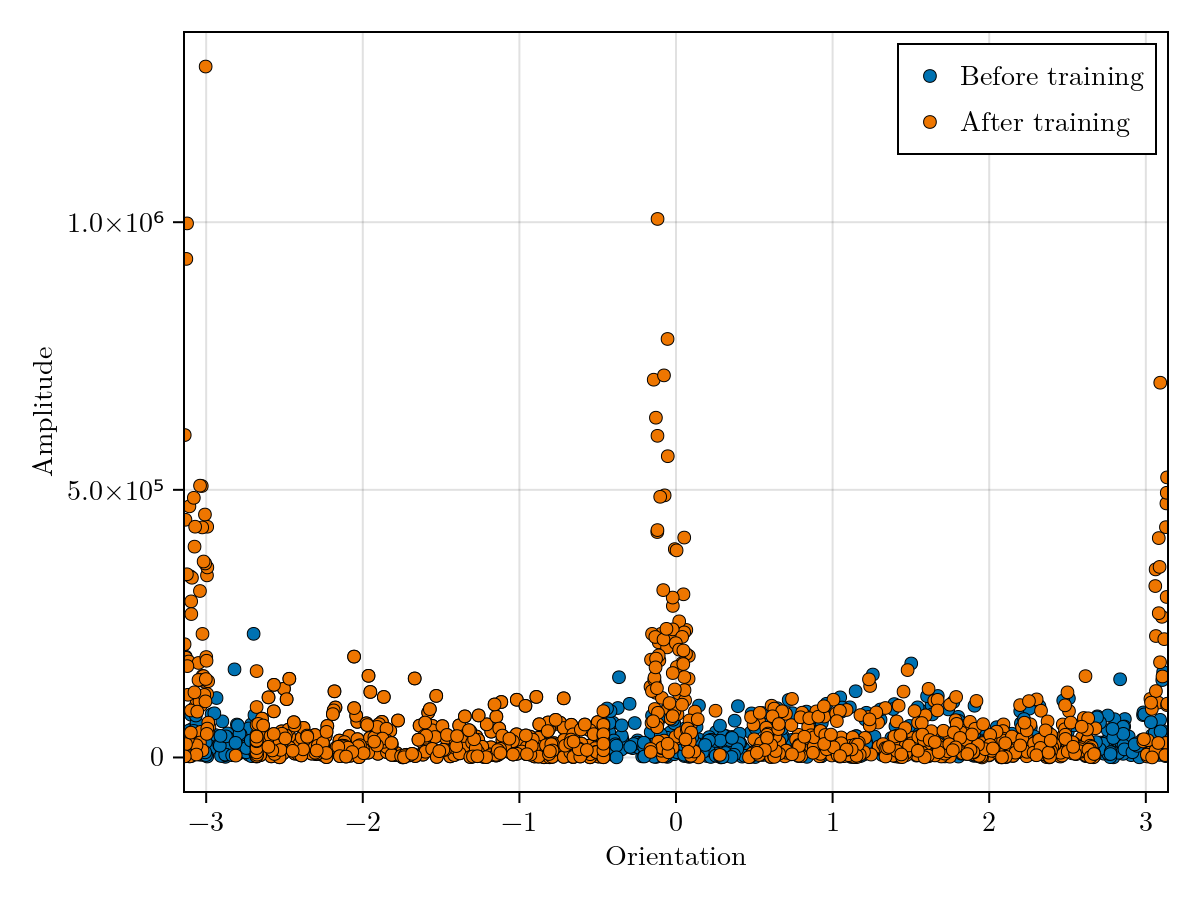 Before training
After training
1.0×10⁶
5.0×10⁵
0
Amplitude
−3 −2 −1 0 1 2 3
Orientation